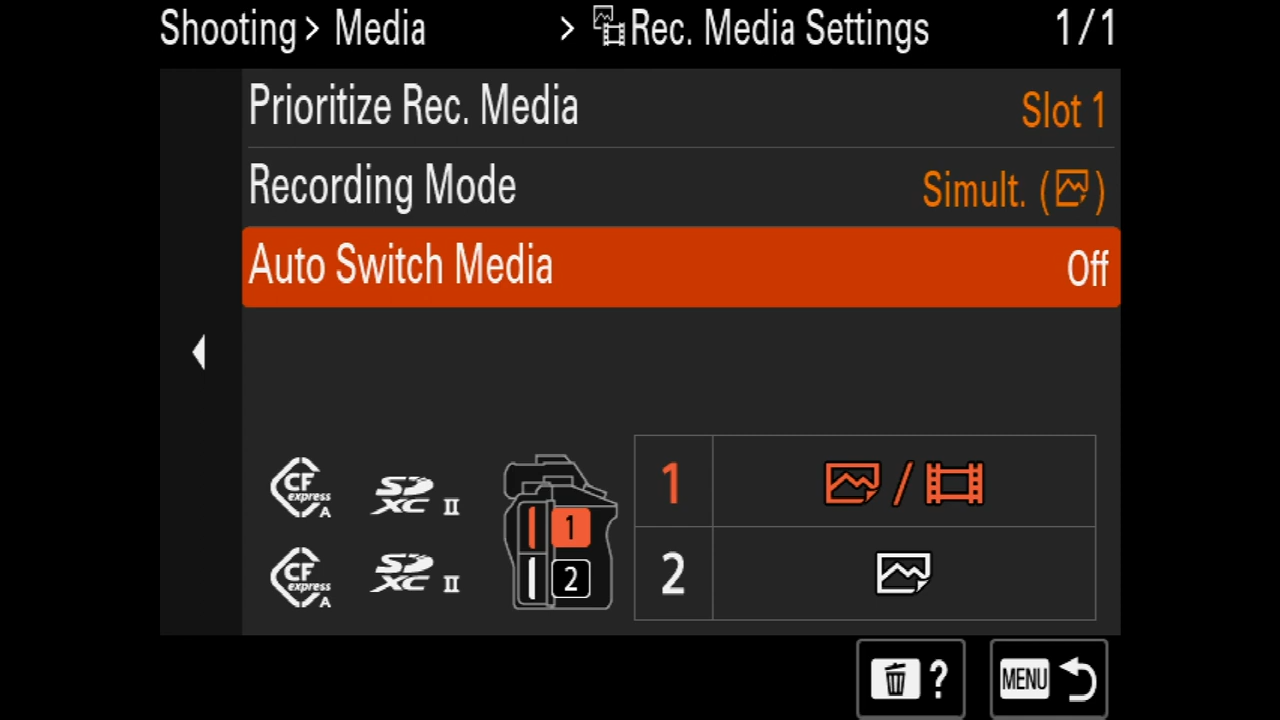 Shooting > Media > Rec. Media Settings 1/1
Prioritize Rec. Media Slot 1
Recording Mode Simult. ( )
Auto Switch Media Off
CF express A SD XC II 1 1 /
CF express A SD XC II 2 2
? MENU